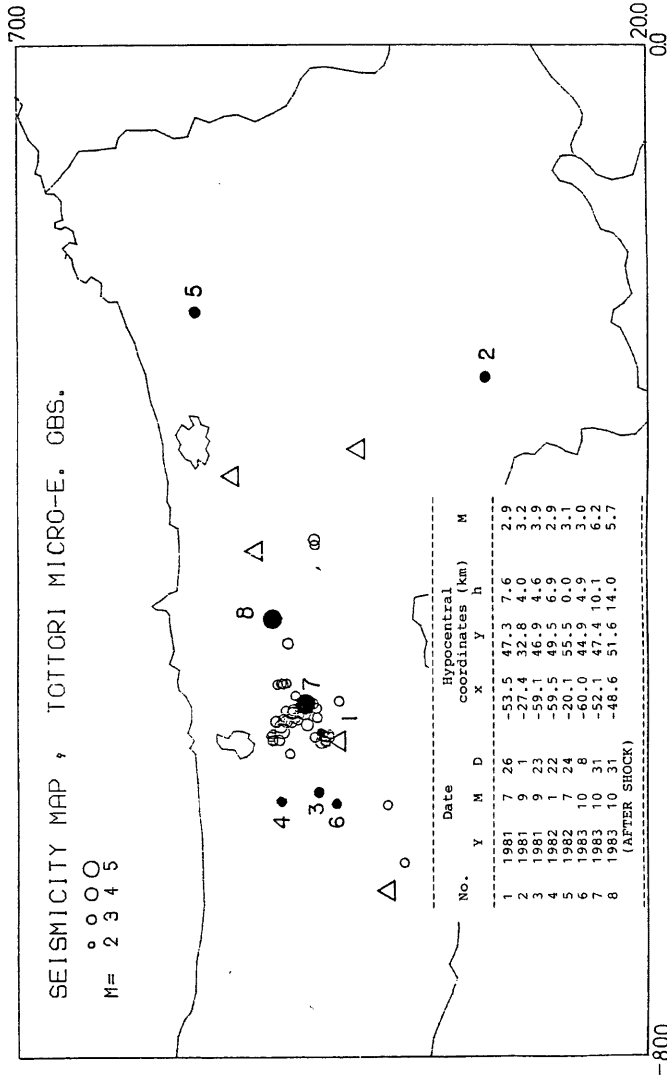 SEISMICITY MAP , TOTTORI MICRO-E. OBS.
M= 2 3 4 5
70.0
20.0
0.0
-80.0
1
2
3
4
5
6
7
8
No. Date Hypocentral
coordinates (km) M
Y M D x y h
1 1981 7 26 -53.5 47.3 7.6 2.9
2 1981 9 1 -27.4 32.8 4.0 3.2
3 1981 9 23 -59.1 46.9 4.6 3.9
4 1982 1 22 -59.5 49.5 6.9 2.9
5 1982 7 24 -20.1 55.5 0.0 3.1
6 1983 10 8 -60.0 44.9 4.9 3.0
7 1983 10 31 -52.1 47.4 10.1 6.2
8 1983 10 31 -48.6 51.6 14.0 5.7
(AFTER SHOCK)